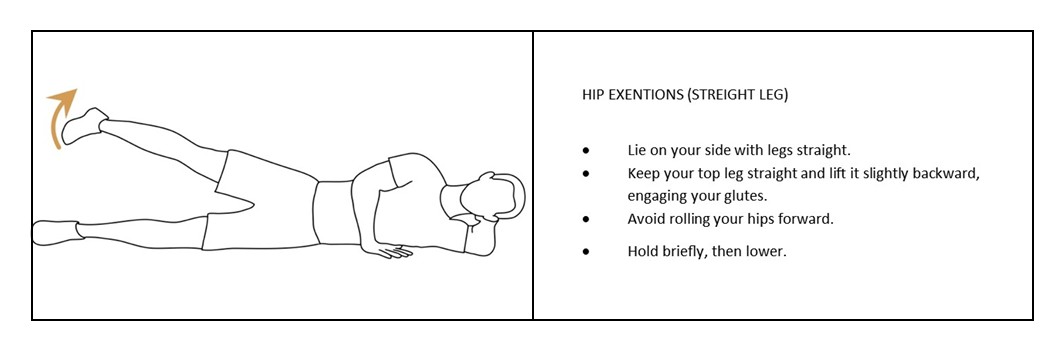 HIP EXENTIONS (STREIGHT LEG)
• Lie on your side with legs straight.
• Keep your top leg straight and lift it slightly backward,
engaging your glutes.
• Avoid rolling your hips forward.
• Hold briefly, then lower.